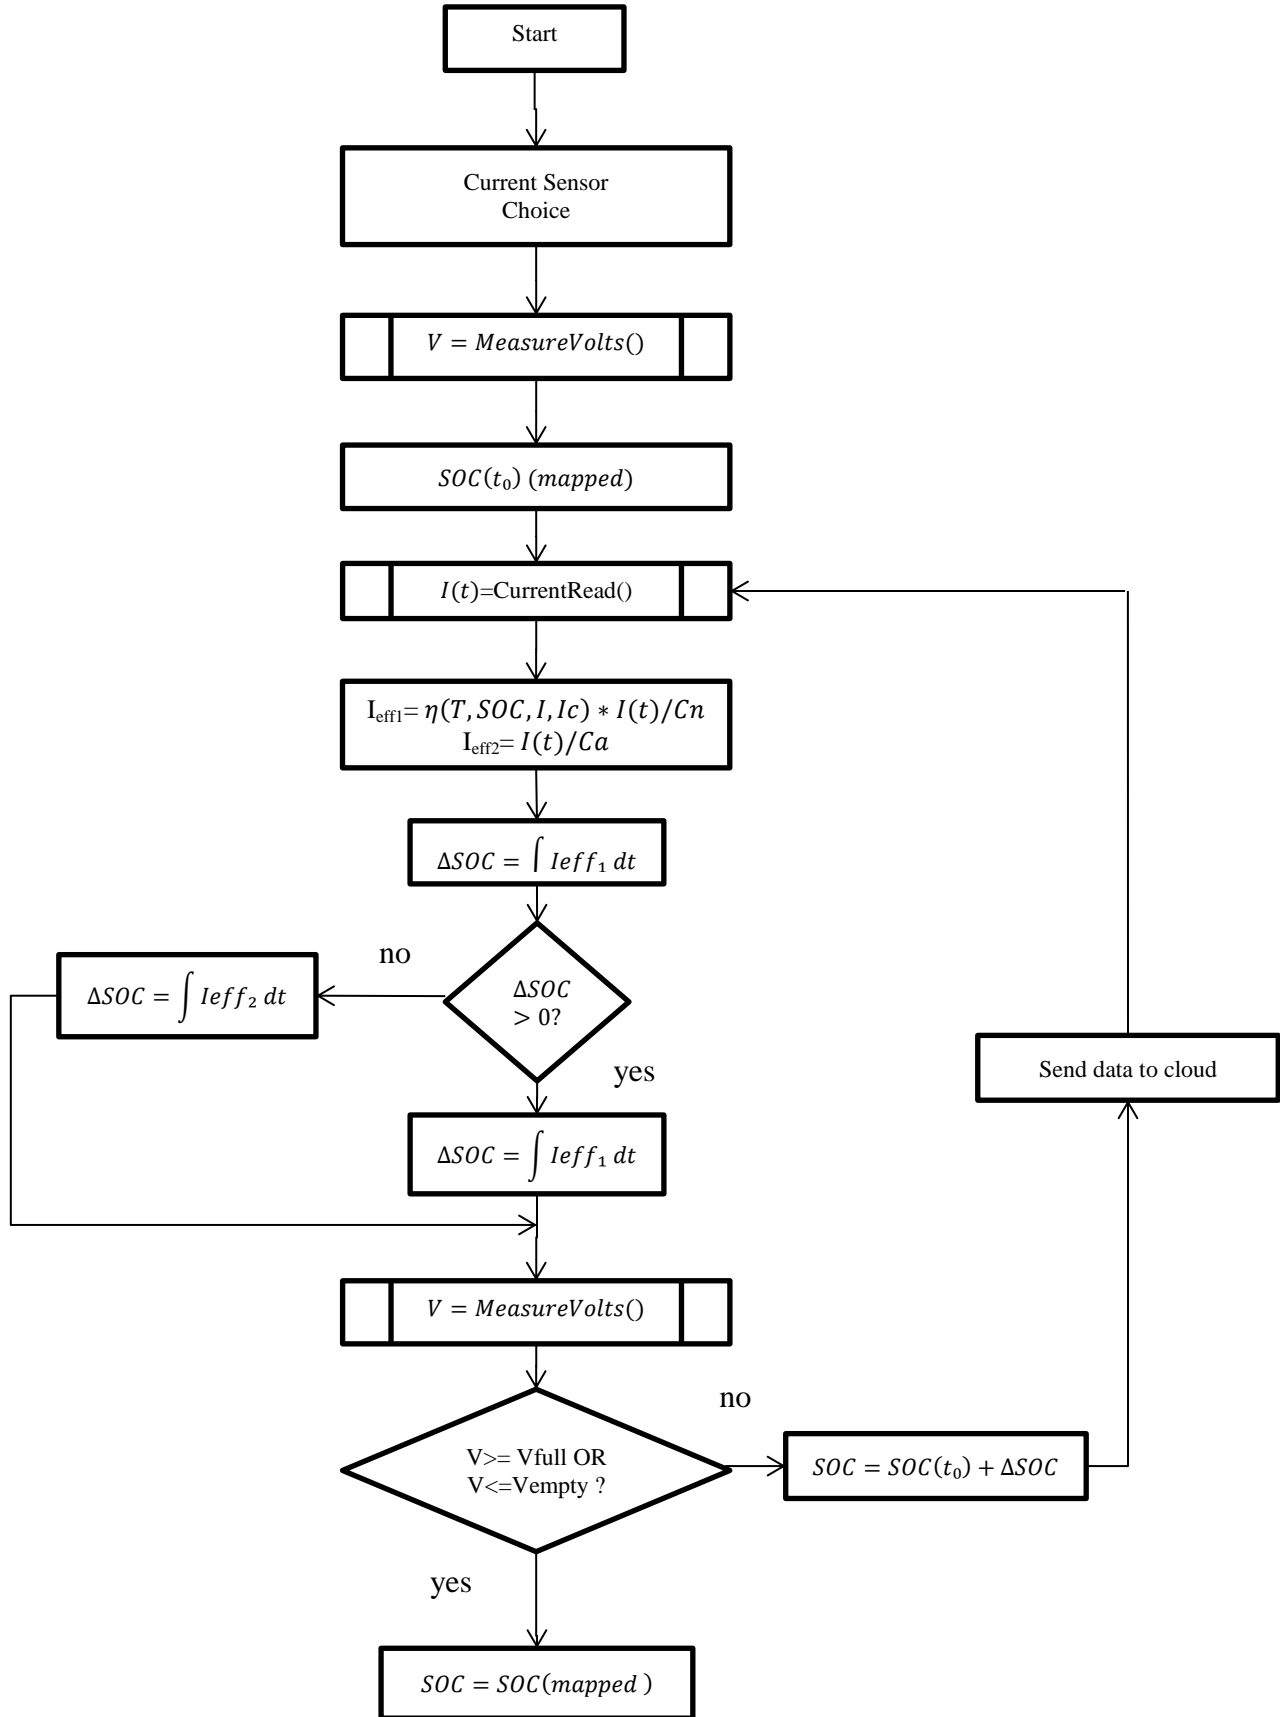 Start
Current Sensor
Choice
V = MeasureVolts()
SOC(t₀) (mapped)
I(t)=CurrentRead()
Ieff1= η(T, SOC, I, Ic) ∗ I(t)/Cn
Ieff2= I(t)/Ca
ΔSOC = ∫ Ieff₁ dt
no
ΔSOC = ∫ Ieff₂ dt
ΔSOC
> 0?
yes
Send data to cloud
ΔSOC = ∫ Ieff₁ dt
V = MeasureVolts()
no
V>= Vfull OR
V<=Vempty ?
SOC = SOC(t₀) + ΔSOC
yes
SOC = SOC(mapped )